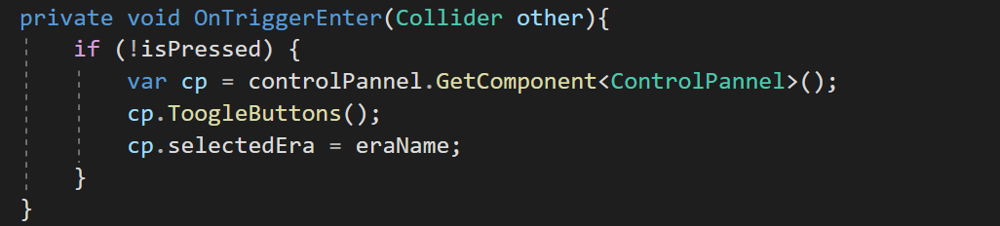 private void OnTriggerEnter(Collider other){
if (!isPressed) {
var cp = controlPannel.GetComponent<ControlPannel>();
cp.ToogleButtons();
cp.selectedEra = eraName;
}
}